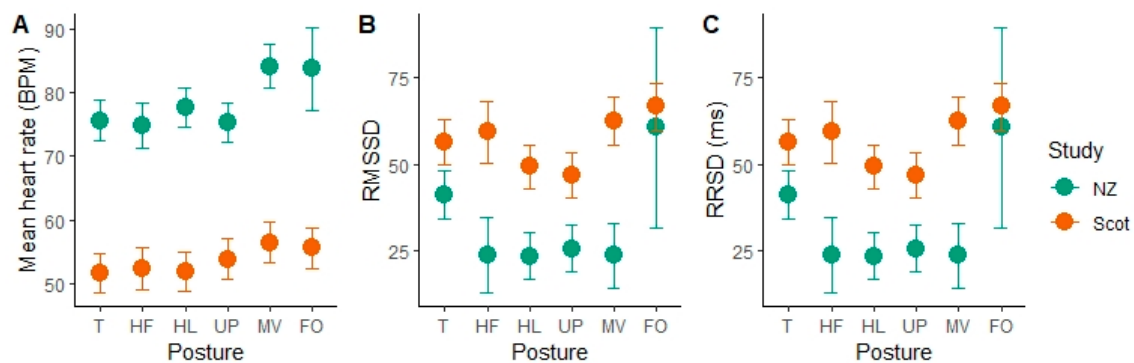 A
Mean heart rate (BPM)
90
80
70
60
50
T HF HL UP MV FO
Posture
B
RMSSD
75
50
25
T HF HL UP MV FO
Posture
C
RRSD (ms)
75
50
25
T HF HL UP MV FO
Posture
Study
NZ
Scot